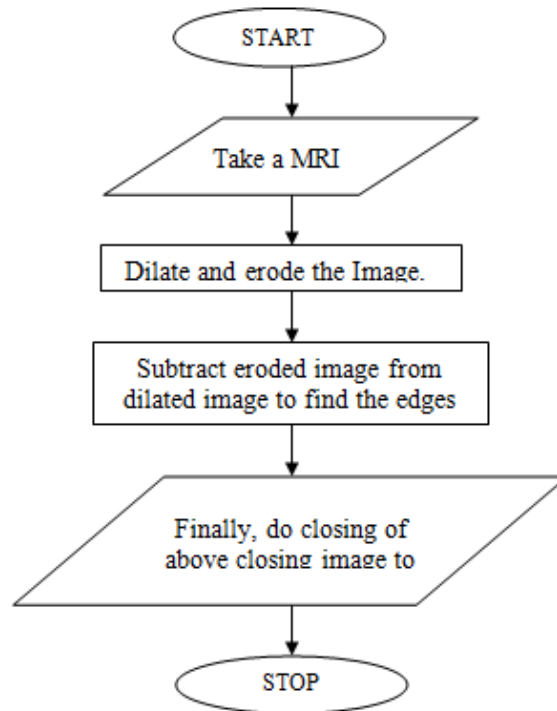 START
Take a MRI
Dilate and erode the Image.
Subtract eroded image from
dilated image to find the edges
Finally, do closing of
above closing image to
STOP